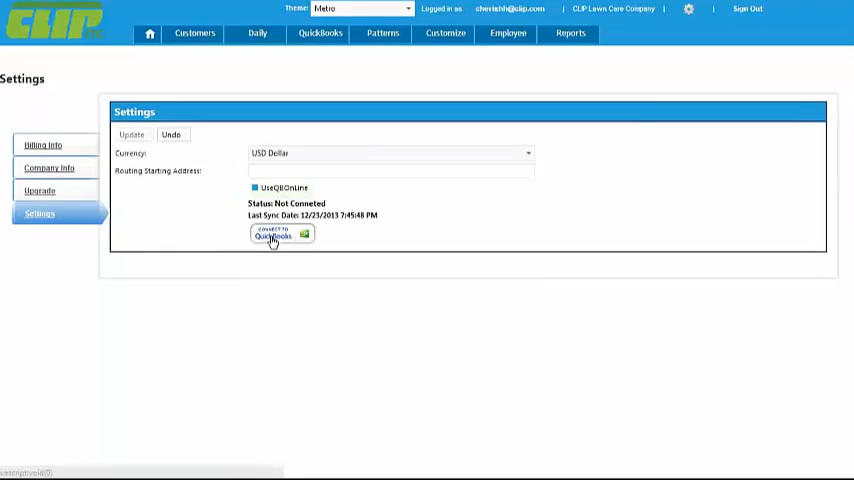 CLIP
Theme: Metro Logged in as: cherishh@clip.com | CLIP Lawn Care Company | | Sign Out
Customers Daily QuickBooks Patterns Customize Employee Reports
Settings
Settings
Billing Info
Company Info
Upgrade
Settings
Update Undo
Currency: USD Dollar
Routing Starting Address:
UseQBOnLine
Status: Not Conneted
Last Sync Date: 12/23/2013 7:45:48 PM
CONNECT TO
QuickBooks